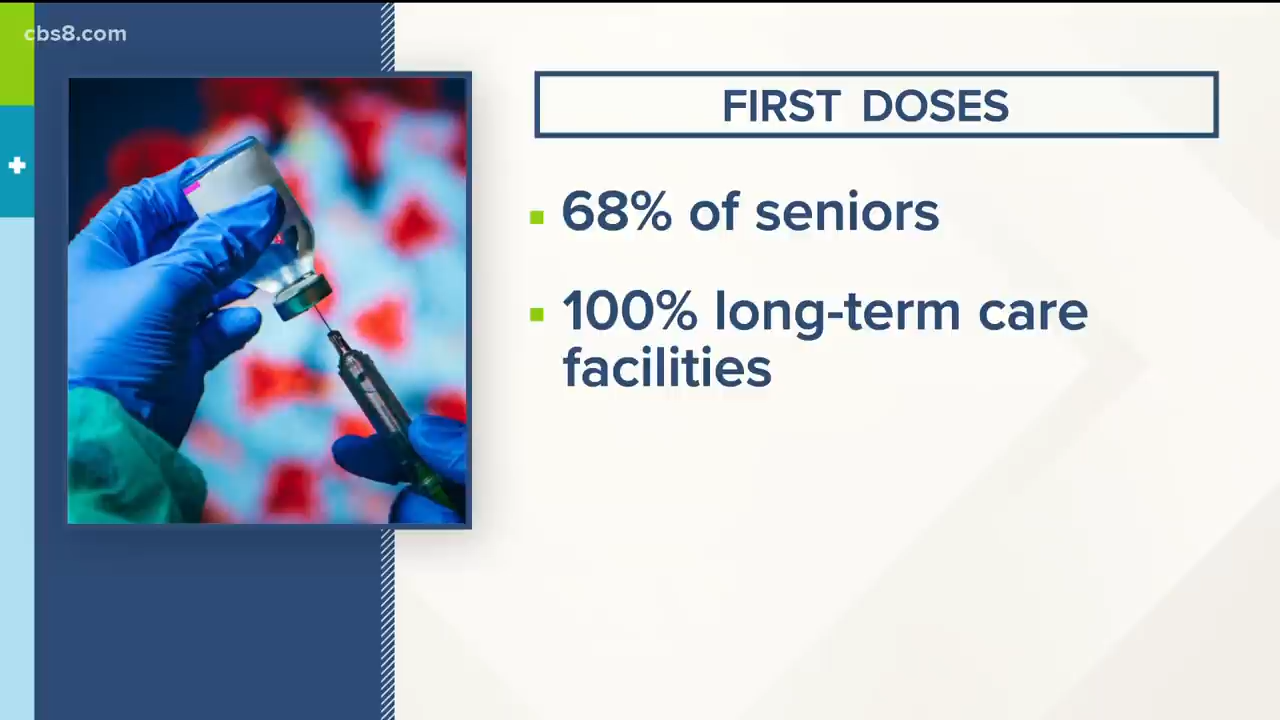 cbs8.com
FIRST DOSES
68% of seniors
100% long-term care
facilities